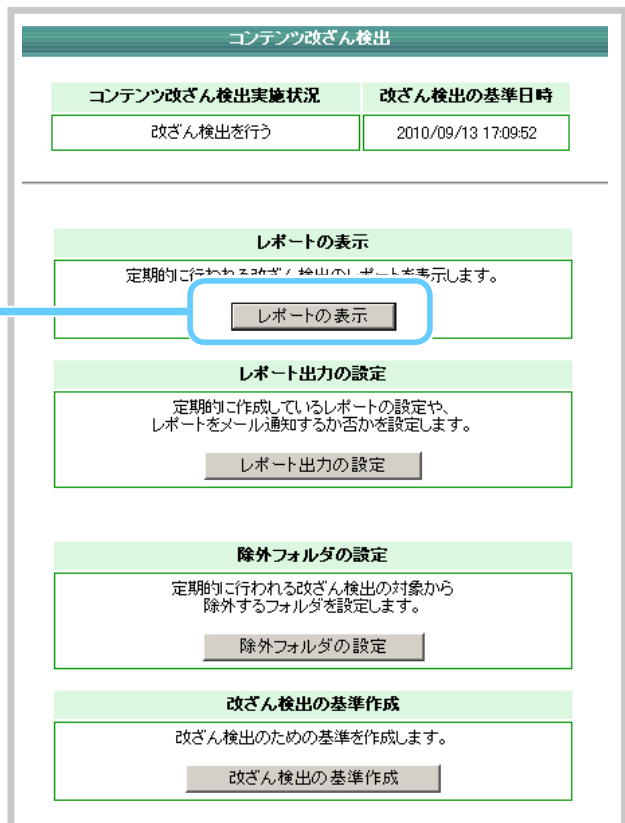 コンテンツ改ざん検出
コンテンツ改ざん検出実施状況 改ざん検出の基準日時
改ざん検出を行う 2010/09/13 17:09:52
レポートの表示
定期的に行われる改ざん検出のレポートを表示します。
レポートの表示
レポート出力の設定
定期的に作成しているレポートの設定や、
レポートをメール通知するか否かを設定します。
レポート出力の設定
除外フォルダの設定
定期的に行われる改ざん検出の対象から
除外するフォルダを設定します。
除外フォルダの設定
改ざん検出の基準作成
改ざん検出のための基準を作成します。
改ざん検出の基準作成